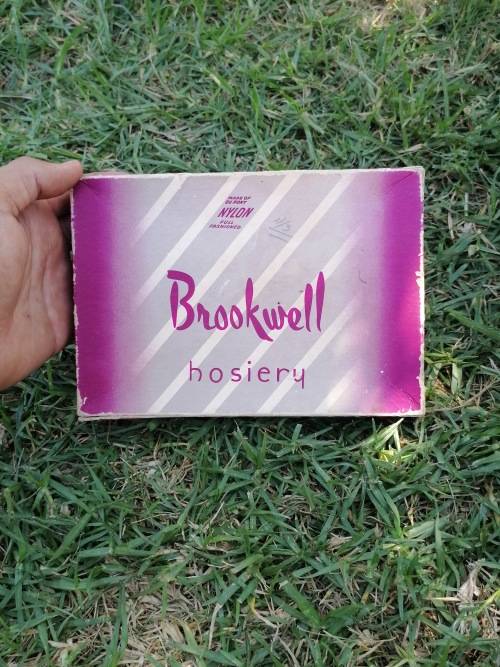 MADE OF
DU PONT
NYLON
FULL
FASHIONED
Brookwell
hosiery